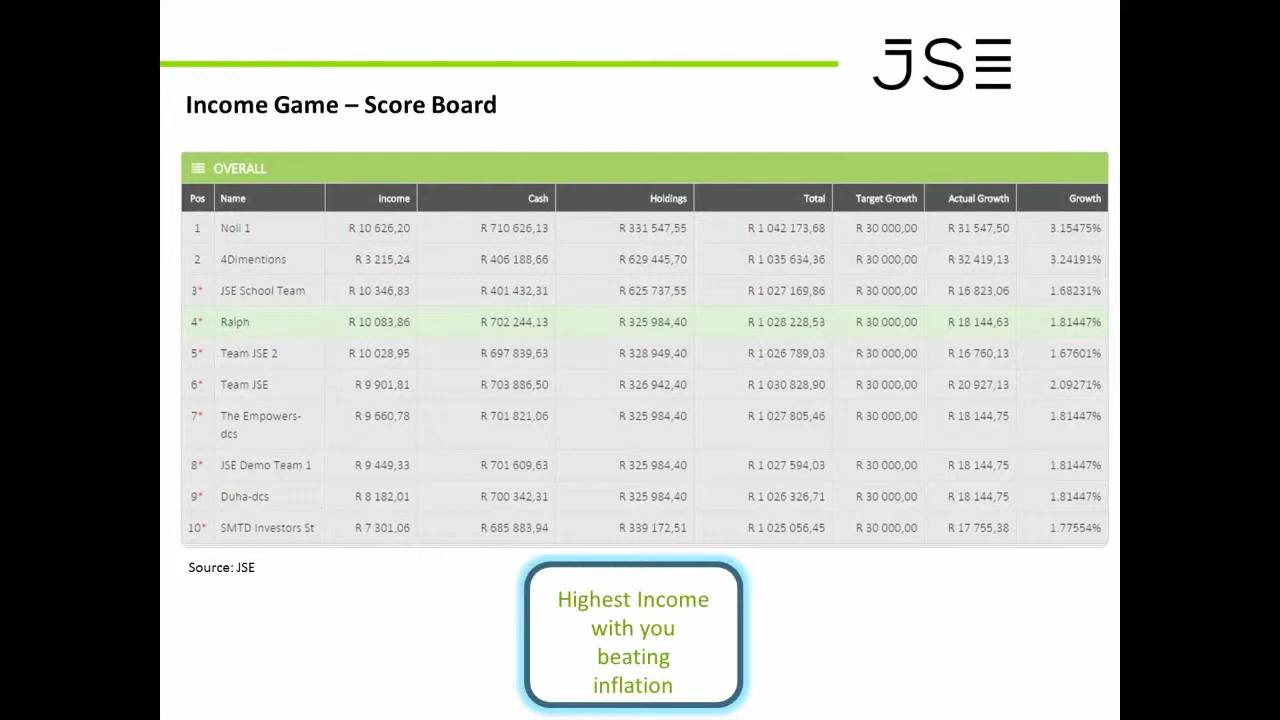 JSE
Income Game – Score Board
OVERALL
Pos Name Income Cash Holdings Total Target Growth Actual Growth Growth
1 Noli 1 R 10 626,20 R 710 626,13 R 331 547,55 R 1 042 173,68 R 30 000,00 R 31 547,50 3.15475%
2 4Dimentions R 3 215,24 R 406 188,66 R 629 445,70 R 1 035 634,36 R 30 000,00 R 32 419,13 3.24191%
3* JSE School Team R 10 346,83 R 401 432,31 R 625 737,55 R 1 027 169,86 R 30 000,00 R 16 823,06 1.68231%
4* Ralph R 10 083,86 R 702 244,13 R 325 984,40 R 1 028 228,53 R 30 000,00 R 18 144,63 1.81447%
5* Team JSE 2 R 10 028,95 R 697 839,63 R 328 949,40 R 1 026 789,03 R 30 000,00 R 16 760,13 1.67601%
6* Team JSE R 9 901,81 R 703 886,50 R 326 942,40 R 1 030 828,90 R 30 000,00 R 20 927,13 2.09271%
7* The Empowers- R 9 660,78 R 701 821,06 R 325 984,40 R 1 027 805,46 R 30 000,00 R 18 144,75 1.81447%
dcs
8* JSE Demo Team 1 R 9 449,33 R 701 609,63 R 325 984,40 R 1 027 594,03 R 30 000,00 R 18 144,75 1.81447%
9* Duha-dcs R 8 182,01 R 700 342,31 R 325 984,40 R 1 026 326,71 R 30 000,00 R 18 144,75 1.81447%
10* SMTD Investors St R 7 301,06 R 685 883,94 R 339 172,51 R 1 025 056,45 R 30 000,00 R 17 755,38 1.77554%
Source: JSE
Highest Income
with you
beating
inflation